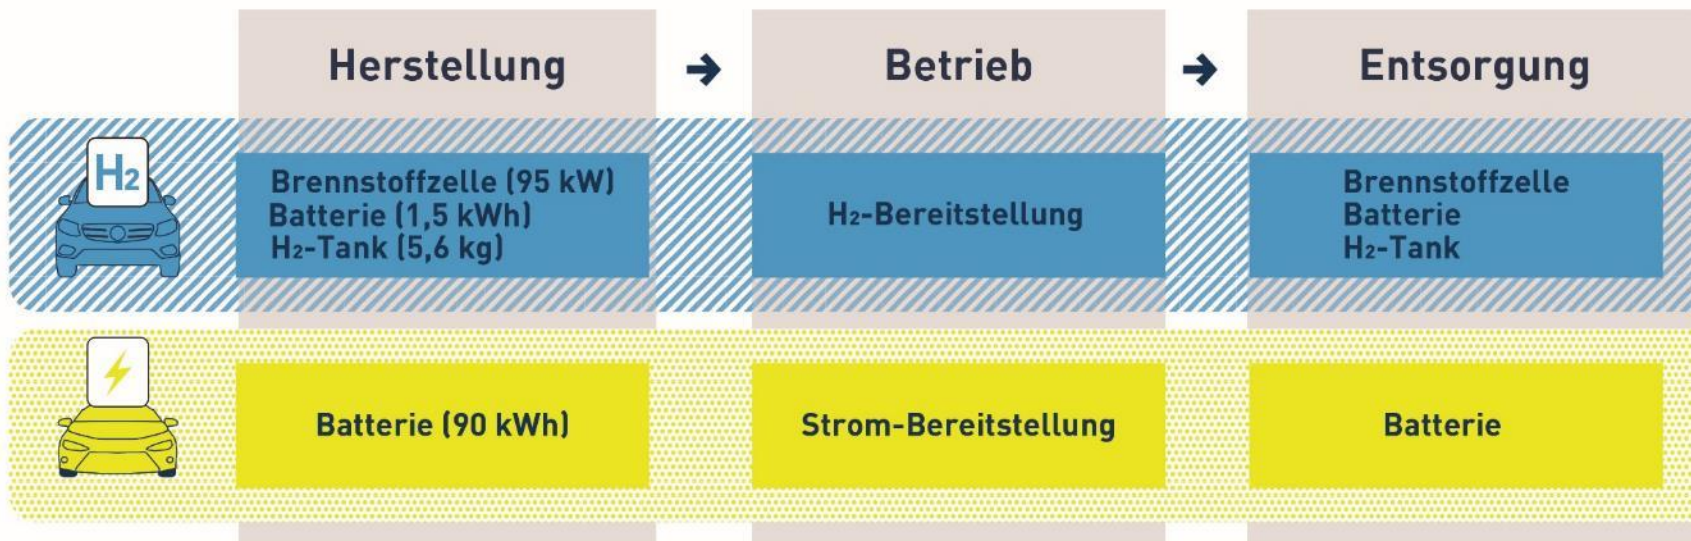 Herstellung → Betrieb → Entsorgung
H₂
Brennstoffzelle (95 kW)
Batterie (1,5 kWh)
H₂-Tank (5,6 kg)
H₂-Bereitstellung
Brennstoffzelle
Batterie
H₂-Tank
Batterie (90 kWh)
Strom-Bereitstellung
Batterie